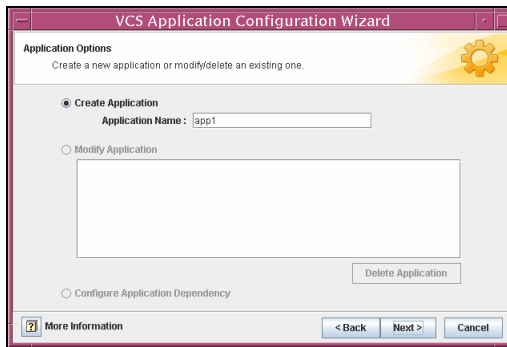 VCS Application Configuration Wizard
Application Options
Create a new application or modify/delete an existing one.
Create Application
Application Name : app1
Modify Application
Delete Application
Configure Application Dependency
? More Information < Back Next > Cancel